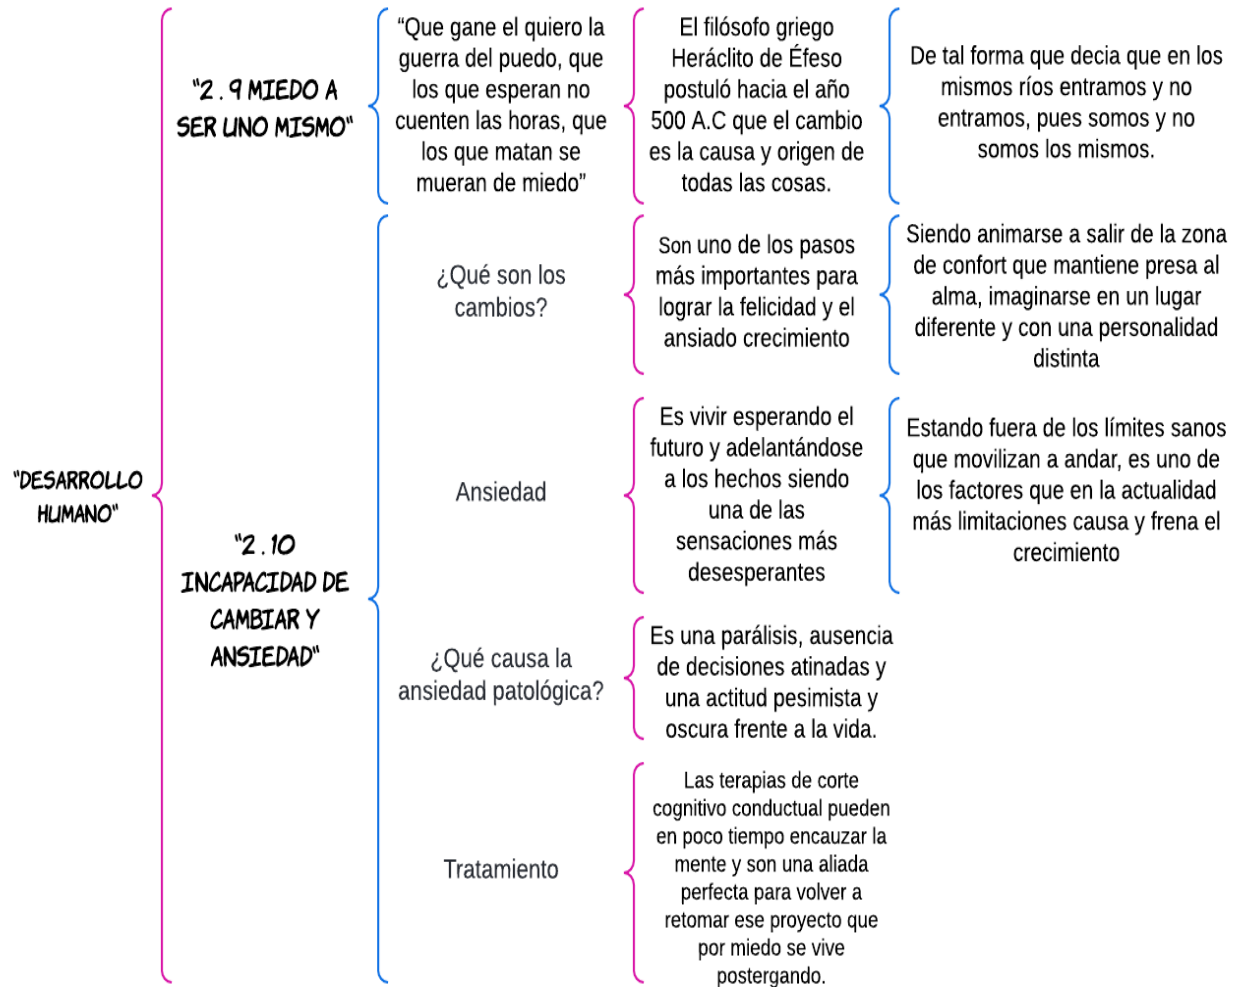 "DESARROLLO
HUMANO"
"2.9 MIEDO A
SER UNO MISMO"
“Que gane el quiero la
guerra del puedo, que
los que esperan no
cuenten las horas, que
los que matan se
mueran de miedo”
El filósofo griego
Heráclito de Éfeso
postuló hacia el año
500 A.C que el cambio
es la causa y origen de
todas las cosas.
De tal forma que decia que en los
mismos ríos entramos y no
entramos, pues somos y no
somos los mismos.
"2.10
INCAPACIDAD DE
CAMBIAR Y
ANSIEDAD"
¿Qué son los
cambios?
Son uno de los pasos
más importantes para
lograr la felicidad y el
ansiado crecimiento
Siendo animarse a salir de la zona
de confort que mantiene presa al
alma, imaginarse en un lugar
diferente y con una personalidad
distinta
Ansiedad
Es vivir esperando el
futuro y adelantándose
a los hechos siendo
una de las
sensaciones más
desesperantes
Estando fuera de los límites sanos
que movilizan a andar, es uno de
los factores que en la actualidad
más limitaciones causa y frena el
crecimiento
¿Qué causa la
ansiedad patológica?
Es una parálisis, ausencia
de decisiones atinadas y
una actitud pesimista y
oscura frente a la vida.
Tratamiento
Las terapias de corte
cognitivo conductual pueden
en poco tiempo encauzar la
mente y son una aliada
perfecta para volver a
retomar ese proyecto que
por miedo se vive
postergando.